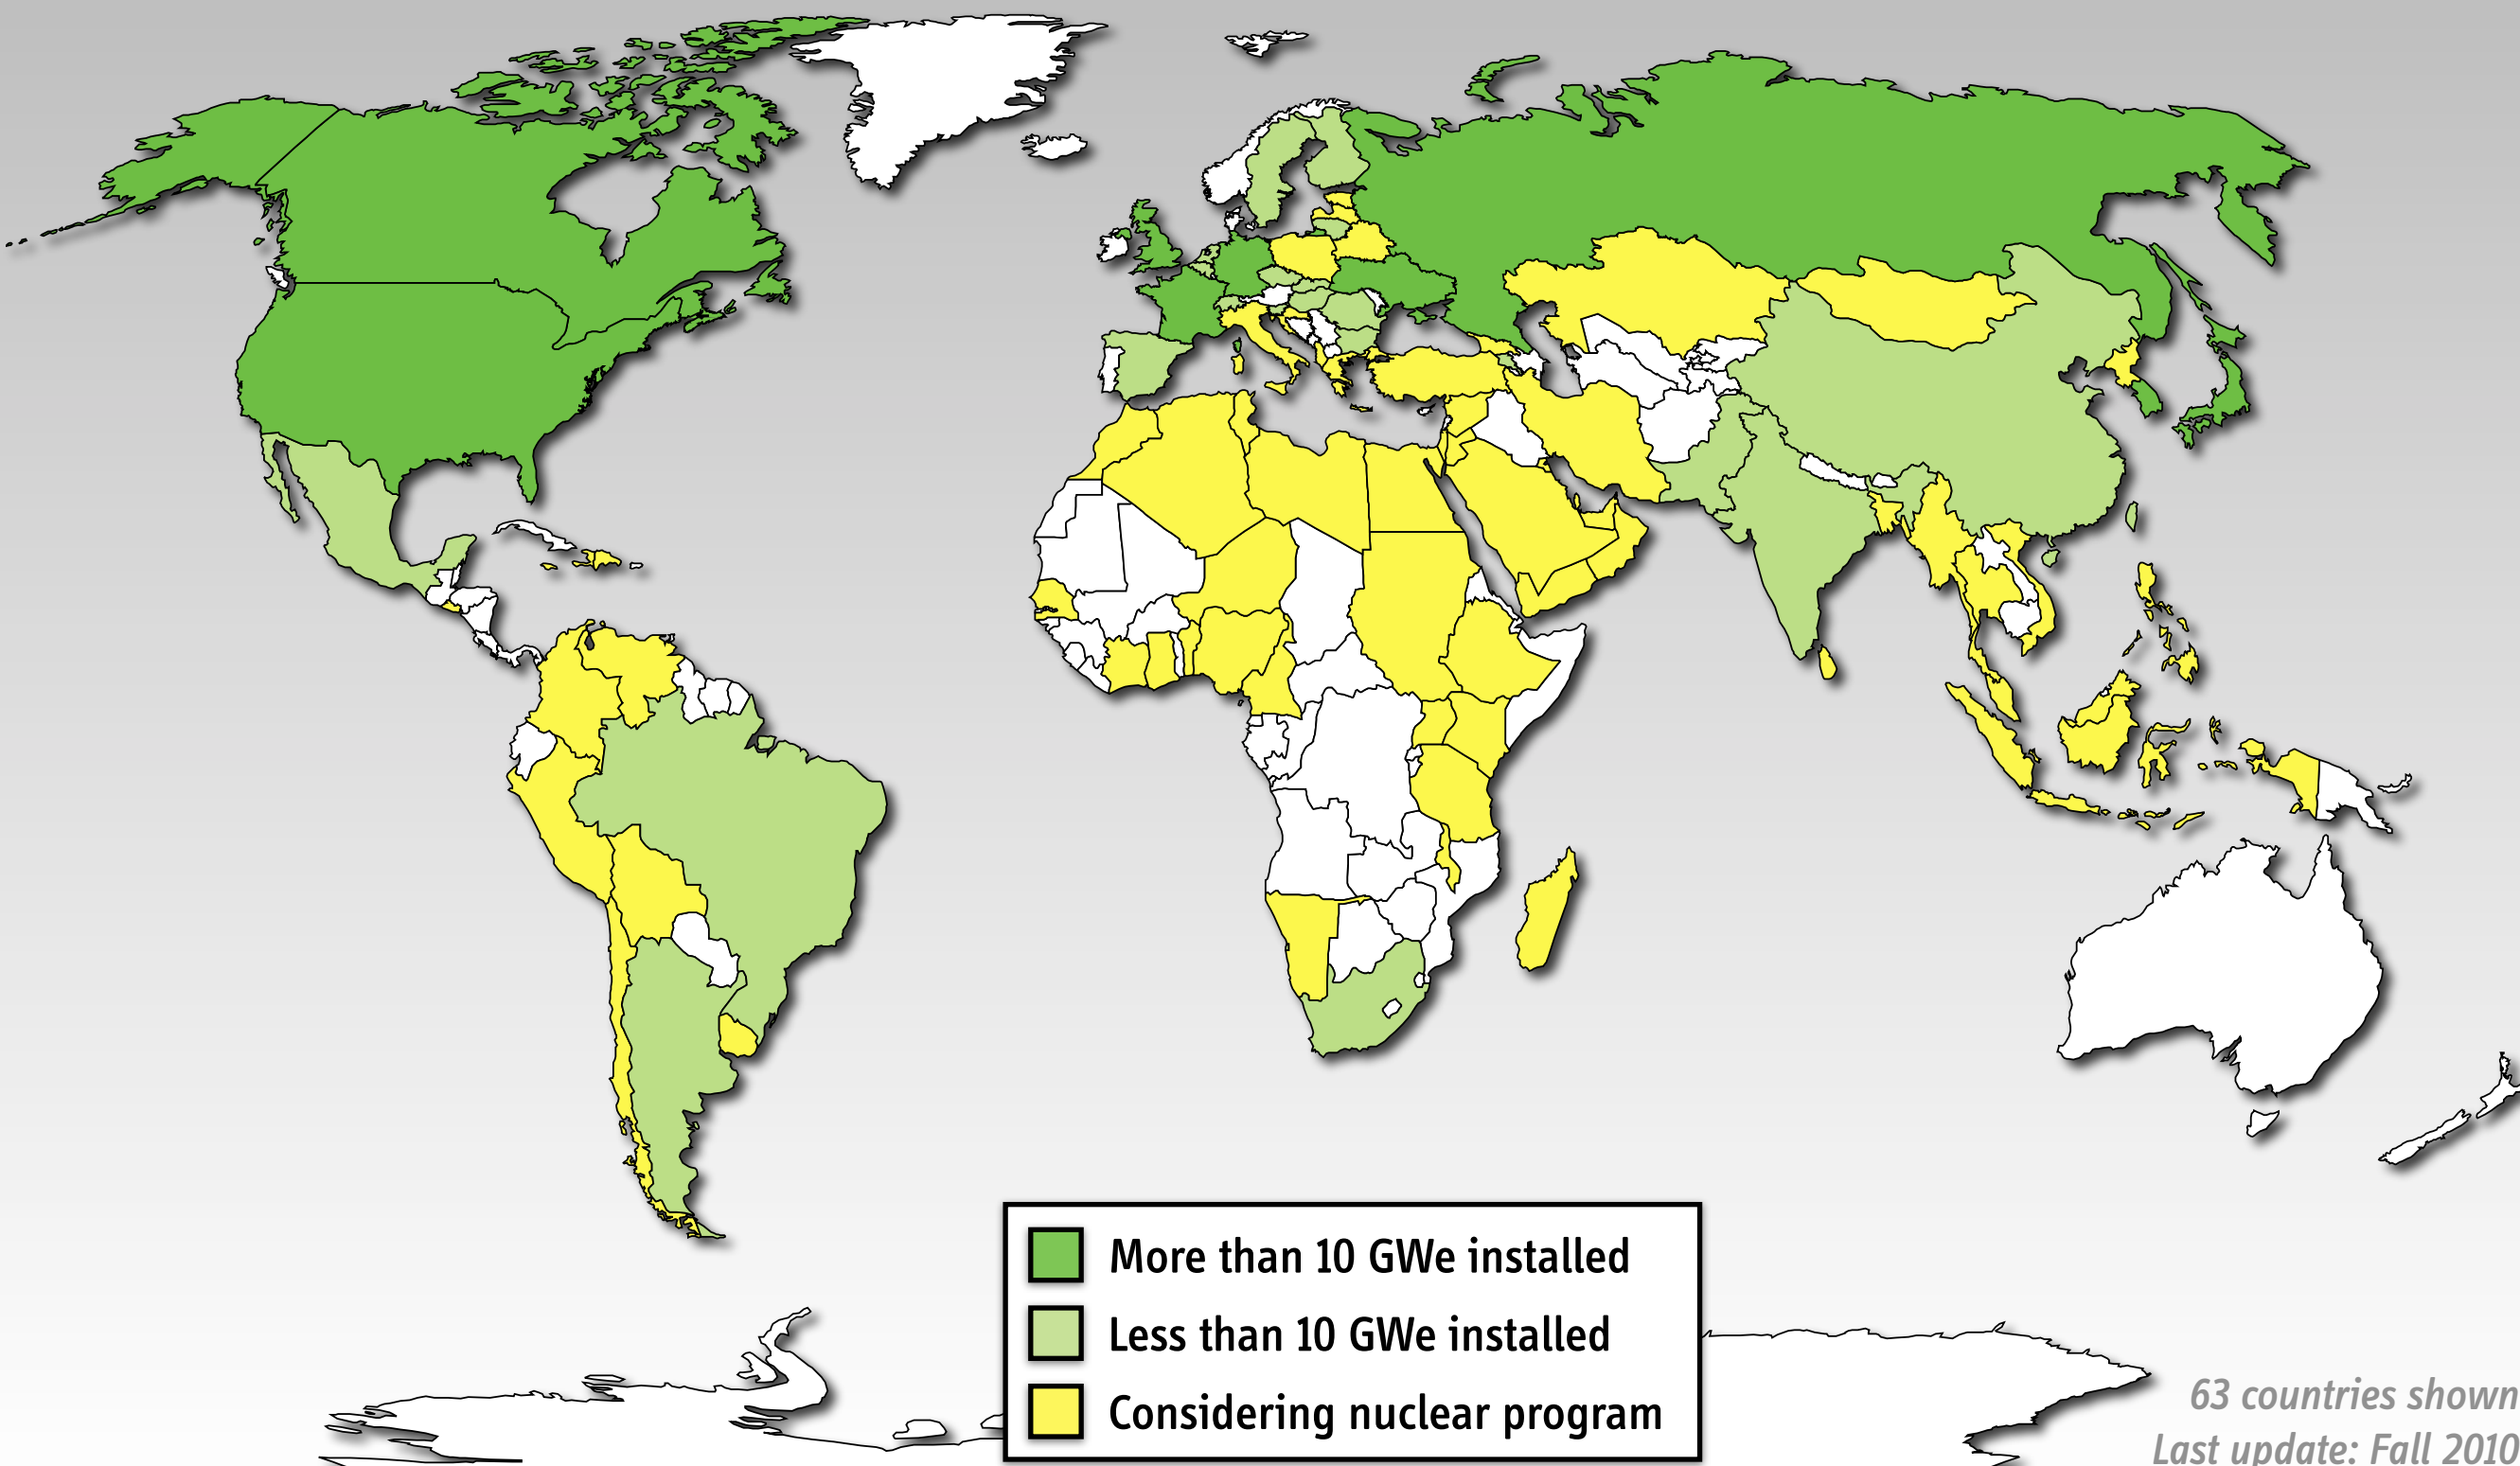 More than 10 GWe installed
Less than 10 GWe installed
Considering nuclear program
63 countries shown
Last update: Fall 2010